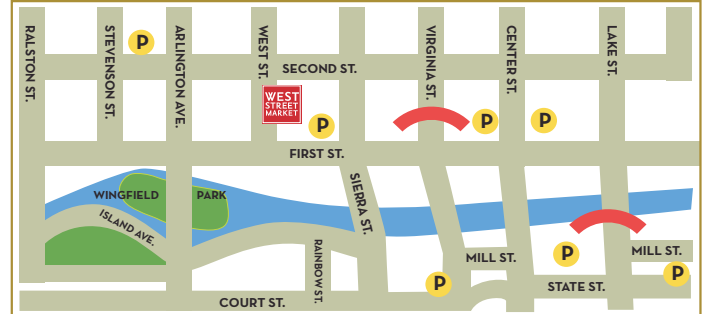 RALSTON ST.
STEVENSON ST.
P
ARLINGTON AVE.
WEST ST.
SECOND ST.
VIRGINIA ST.
CENTER ST.
LAKE ST.
WEST
STREET
MARKET
P
P
P
FIRST ST.
WINGFIELD PARK
ISLAND AVE.
SIERRA ST.
RAINBOW ST.
MILL ST.
P
MILL ST.
P
P
STATE ST.
COURT ST.